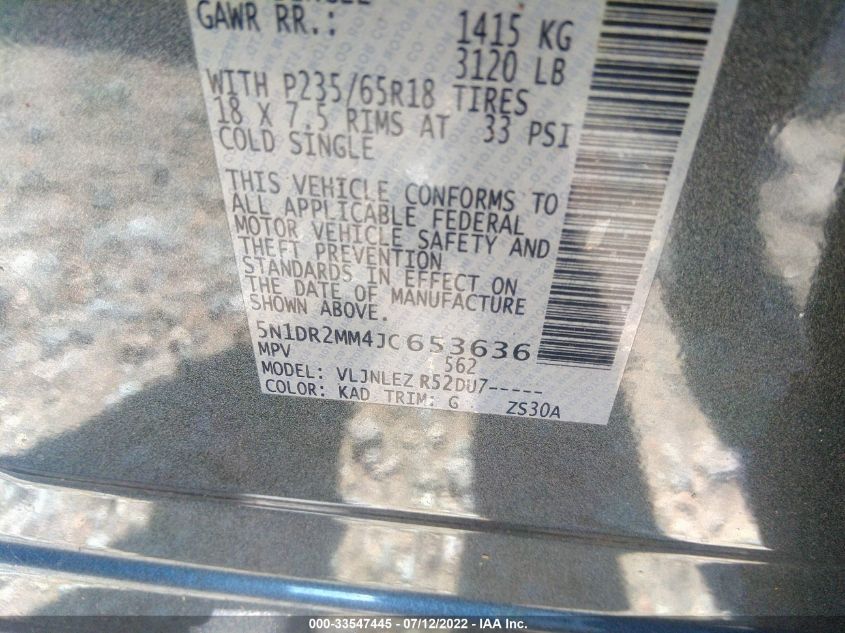 GAWR RR.: 1415 KG
3120 LB
WITH P235/65R18 TIRES
18 X 7.5 RIMS AT 33 PSI
COLD SINGLE
THIS VEHICLE CONFORMS TO
ALL APPLICABLE FEDERAL
MOTOR VEHICLE SAFETY AND
THEFT PREVENTION
STANDARDS IN EFFECT ON
THE DATE OF MANUFACTURE
SHOWN ABOVE.
5N1DR2MM4JC653636
MPV 562
MODEL: VLJNLEZ R52DU7-----
COLOR: KAD TRIM: G ZS30A
000-33547445 - 07/12/2022 - IAA Inc.